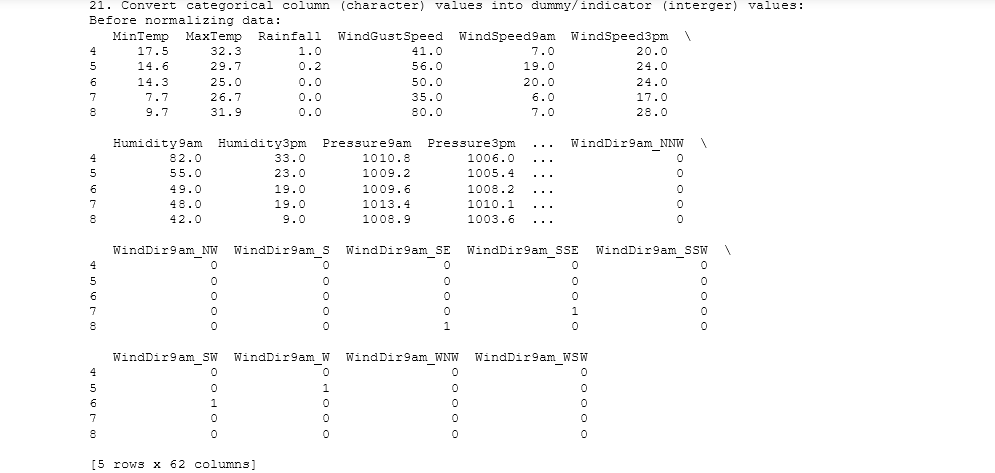 21. Convert categorical column (character) values into dummy/indicator (interger) values:
Before normalizing data:
MinTemp MaxTemp Rainfall WindGustSpeed WindSpeed9am WindSpeed3pm \
4 17.5 32.3 1.0 41.0 7.0 20.0
5 14.6 29.7 0.2 56.0 19.0 24.0
6 14.3 25.0 0.0 50.0 20.0 24.0
7 7.7 26.7 0.0 35.0 6.0 17.0
8 9.7 31.9 0.0 80.0 7.0 28.0
Humidity9am Humidity3pm Pressure9am Pressure3pm ... WindDir9am_NNW \
4 82.0 33.0 1010.8 1006.0 ... 0
5 55.0 23.0 1009.2 1005.4 ... 0
6 49.0 19.0 1009.6 1008.2 ... 0
7 48.0 19.0 1013.4 1010.1 ... 0
8 42.0 9.0 1008.9 1003.6 ... 0
WindDir9am_NW WindDir9am_S WindDir9am_SE WindDir9am_SSE WindDir9am_SSW \
4 0 0 0 0 0
5 0 0 0 0 0
6 0 0 0 0 0
7 0 0 0 1 0
8 0 0 1 0 0
WindDir9am_SW WindDir9am_W WindDir9am_WNW WindDir9am_WSW
4 0 0 0 0
5 0 1 0 0
6 1 0 0 0
7 0 0 0 0
8 0 0 0 0
[5 rows x 62 columns]